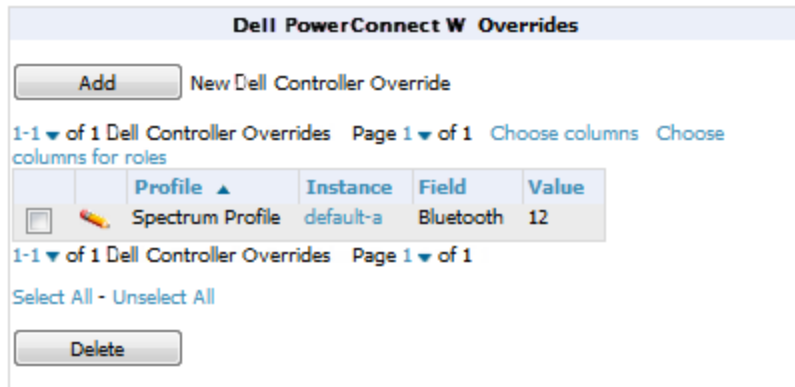 Dell PowerConnect W Overrides
Add New Dell Controller Override
1-1 of 1 Dell Controller Overrides Page 1 of 1 Choose columns Choose
columns for roles
Profile Instance Field Value
Spectrum Profile default-a Bluetooth 12
1-1 of 1 Dell Controller Overrides Page 1 of 1
Select All - Unselect All
Delete